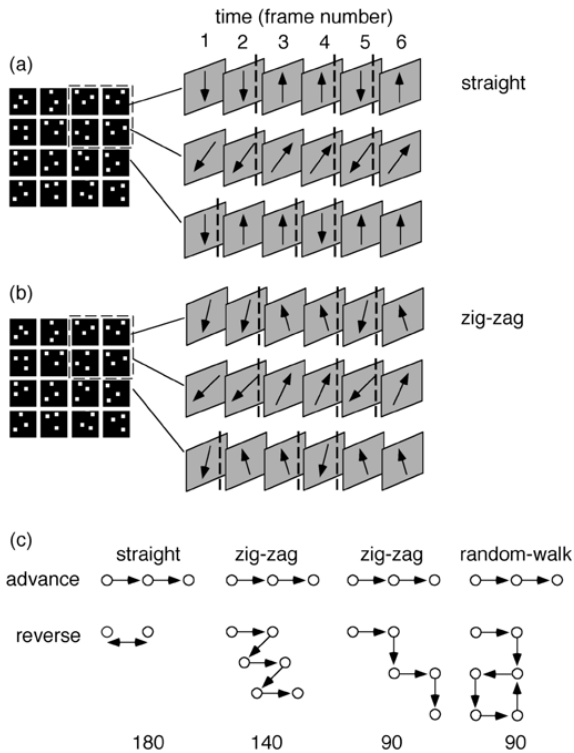 time (frame number)
1 2 3 4 5 6
(a)
straight
(b)
zig-zag
(c)
straight zig-zag zig-zag random-walk
advance
reverse
180 140 90 90